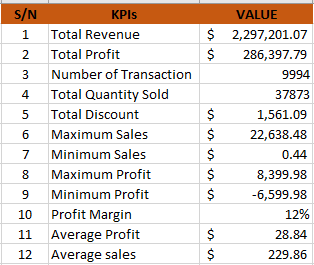 S/N KPIs VALUE
1 Total Revenue $ 2,297,201.07
2 Total Profit $ 286,397.79
3 Number of Transaction 9994
4 Total Quantity Sold 37873
5 Total Discount $ 1,561.09
6 Maximum Sales $ 22,638.48
7 Minimum Sales $ 0.44
8 Maximum Profit $ 8,399.98
9 Minimum Profit $ -6,599.98
10 Profit Margin 12%
11 Average Profit $ 28.84
12 Average sales $ 229.86